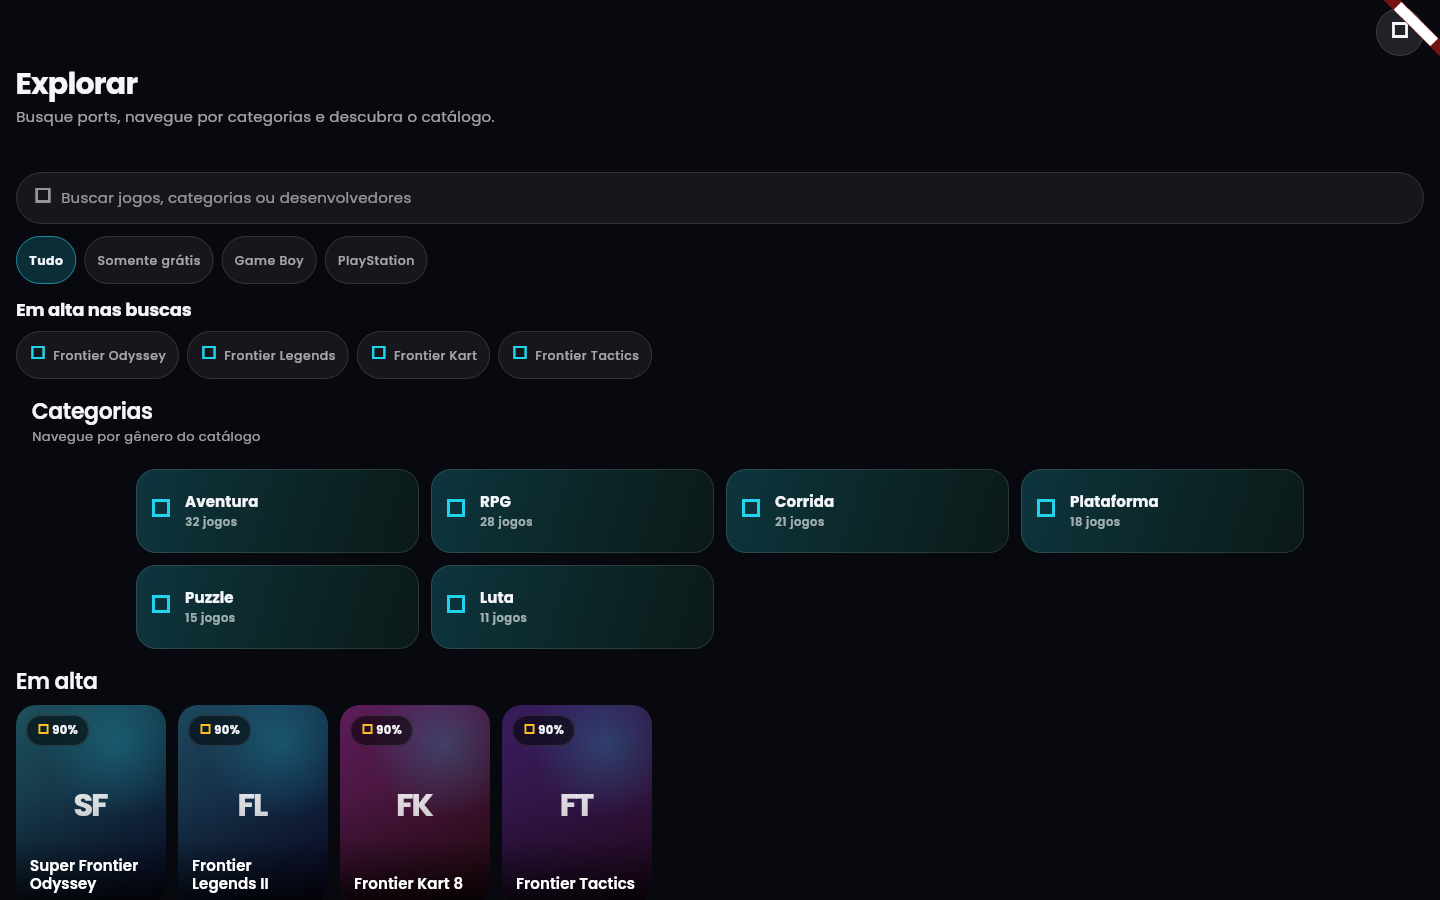 Explorar
Busque ports, navegue por categorias e descubra o catálogo.
Buscar jogos, categorias ou desenvolvedores
Tudo
Somente grátis
Game Boy
PlayStation
Em alta nas buscas
Frontier Odyssey
Frontier Legends
Frontier Kart
Frontier Tactics
Categorias
Navegue por gênero do catálogo
Aventura
32 jogos
RPG
28 jogos
Corrida
21 jogos
Plataforma
18 jogos
Puzzle
15 jogos
Luta
11 jogos
Em alta
90%
SF
Super Frontier
Odyssey
90%
FL
Frontier
Legends II
90%
FK
Frontier Kart 8
90%
FT
Frontier Tactics